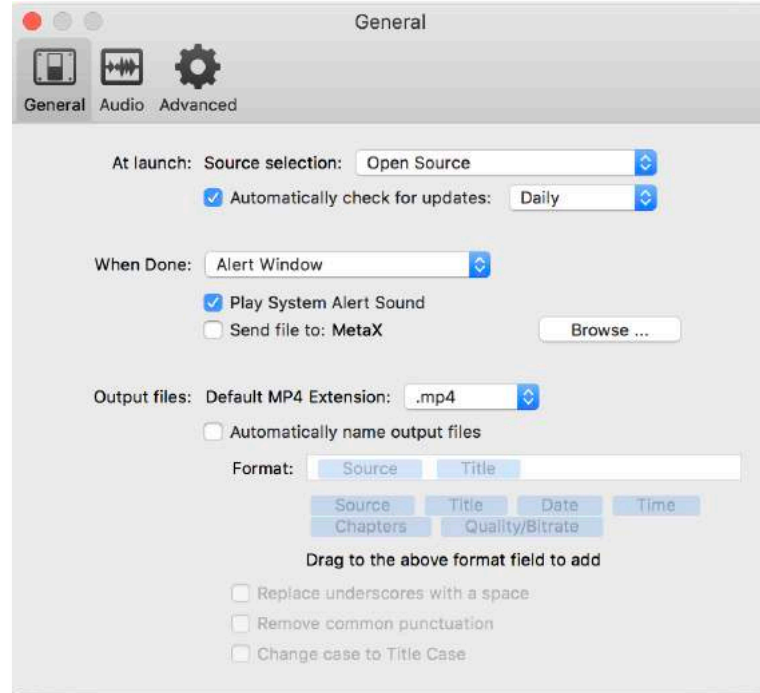 General
General Audio Advanced
At launch: Source selection: Open Source
Automatically check for updates: Daily
When Done: Alert Window
Play System Alert Sound
Send file to: MetaX Browse ...
Output files: Default MP4 Extension: .mp4
Automatically name output files
Format: Source Title
Source Title Date Time
Chapters Quality/Bitrate
Drag to the above format field to add
Replace underscores with a space
Remove common punctuation
Change case to Title Case